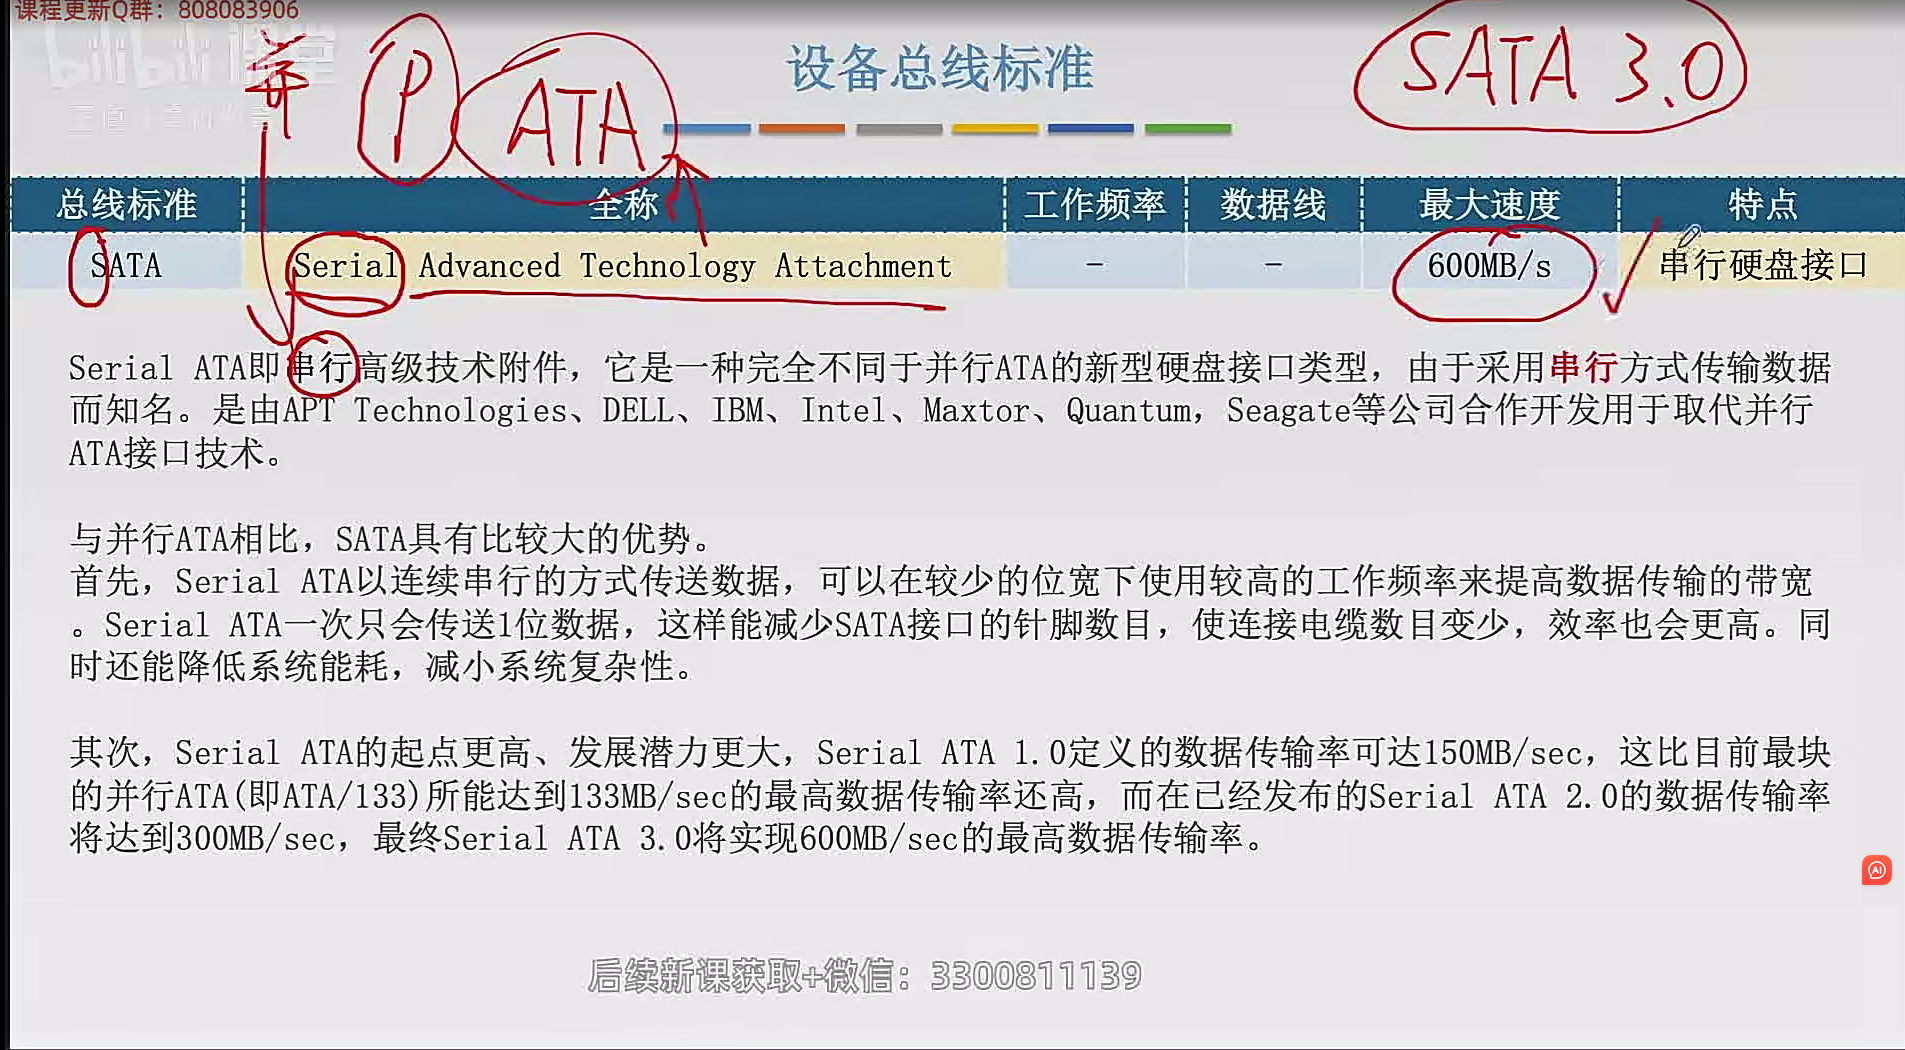 课程更新Q群：808083906
bilibili 课堂
并 P ATA
设备总线标准
SATA 3.0
总线标准 全称 工作频率 数据线 最大速度 特点
SATA Serial Advanced Technology Attachment - - 600MB/s 串行硬盘接口
Serial ATA即串行高级技术附件，它是一种完全不同于并行ATA的新型硬盘接口类型，由于采用串行方式传输数据
而知名。是由APT Technologies、DELL、IBM、Intel、Maxtor、Quantum，Seagate等公司合作开发用于取代并行
ATA接口技术。
与并行ATA相比，SATA具有比较大的优势。
首先，Serial ATA以连续串行的方式传送数据，可以在较少的位宽下使用较高的工作频率来提高数据传输的带宽
。Serial ATA一次只会传送1位数据，这样能减少SATA接口的针脚数目，使连接电缆数目变少，效率也会更高。同
时还能降低系统能耗，减小系统复杂性。
其次，Serial ATA的起点更高、发展潜力更大，Serial ATA 1.0定义的数据传输率可达150MB/sec，这比目前最块
的并行ATA(即ATA/133)所能达到133MB/sec的最高数据传输率还高，而在已经发布的Serial ATA 2.0的数据传输率
将达到300MB/sec，最终Serial ATA 3.0将实现600MB/sec的最高数据传输率。
AI
后续新课获取+微信：3300811139